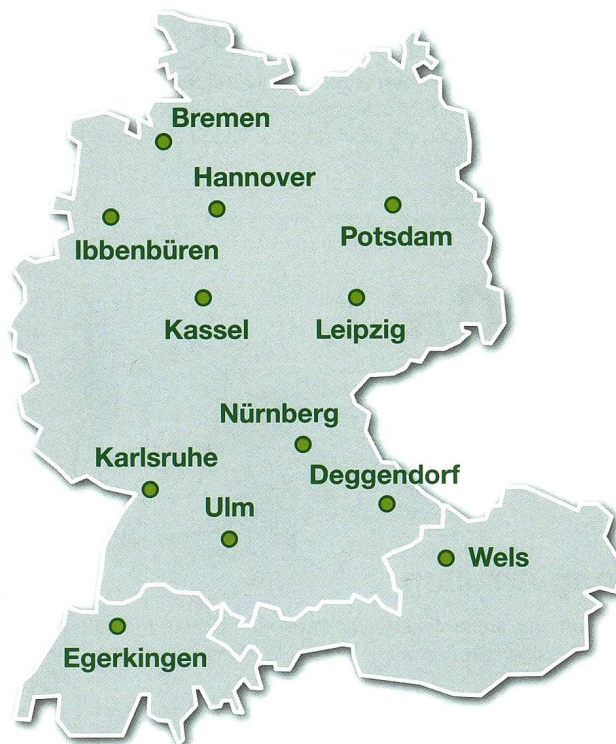 Bremen
Hannover
Ibbenbüren
Potsdam
Kassel
Leipzig
Nürnberg
Karlsruhe
Deggendorf
Ulm
Wels
Egerkingen